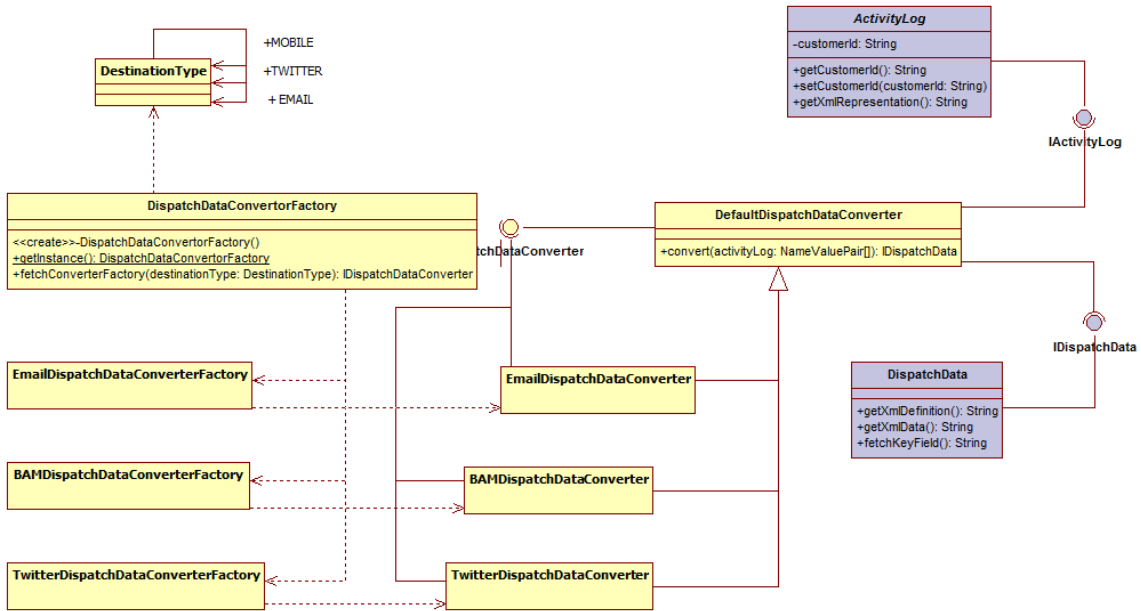 ActivityLog
-customerId: String
+getCustomerId(): String
+setCustomerId(customerId: String)
+getXmlRepresentation(): String
+MOBILE
+TWITTER
+ EMAIL
DestinationType
IActivityLog
DispatchDataConvertorFactory
<<create>>-DispatchDataConvertorFactory()
+getInstance(): DispatchDataConvertorFactory
+fetchConverterFactory(destinationType: DestinationType): IDispatchDataConverter
tchDataConverter
DefaultDispatchDataConverter
+convert(activityLog: NameValuePair[]): IDispatchData
IDispatchData
EmailDispatchDataConverterFactory
EmailDispatchDataConverter
DispatchData
+getXmlDefinition(): String
+getXmlData(): String
+fetchKeyField(): String
BAMDispatchDataConverterFactory
BAMDispatchDataConverter
TwitterDispatchDataConverterFactory
TwitterDispatchDataConverter